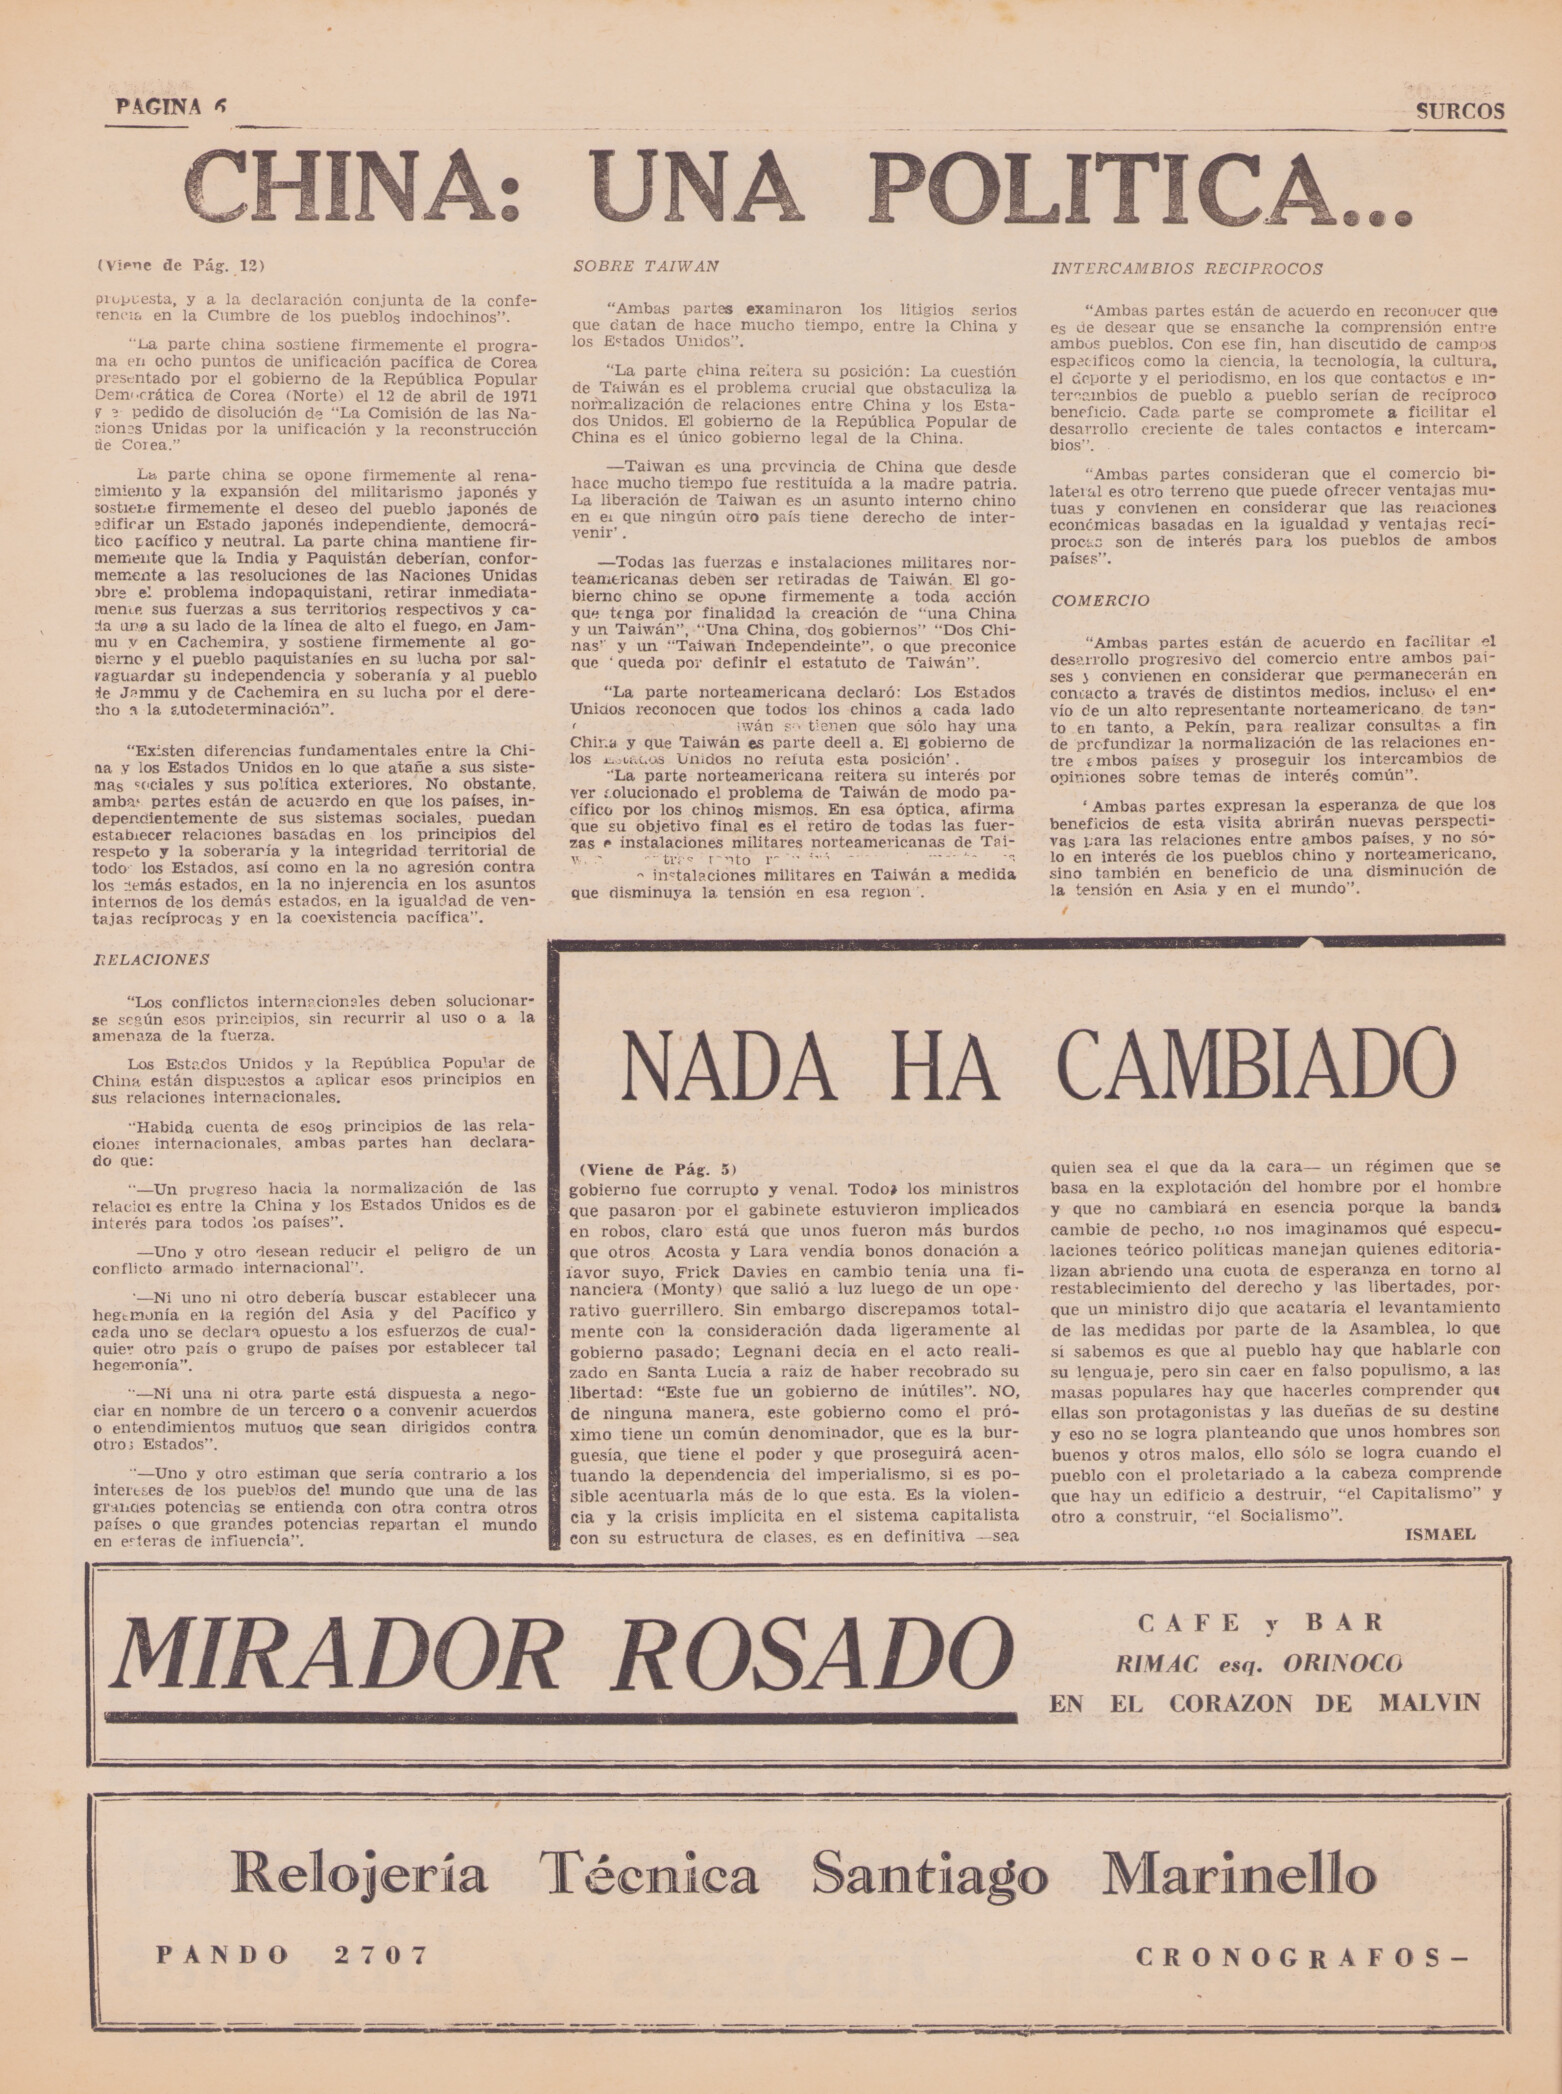 PAGINA 6
SURCOS
CHINA: UNA POLITICA...
(Viene de Pág. 12)
propuesta, y a la declaración conjunta de la confe-
rencia en la Cumbre de los pueblos indochinos".
"La parte china sostiene firmemente el progra-
ma en ocho puntos de unificación pacífica de Corea
presentado por el gobierno de la República Popular
Democrática de Corea (Norte) el 12 de abril de 1971
y e pedido de disolución de "La Comisión de las Na-
ciones Unidas por la unificación y la reconstrucción
de Corea."
La parte china se opone firmemente al rena-
cimiento y la expansión del militarismo japonés y
sostiene firmemente el deseo del pueblo japonés de
edificar un Estado japonés independiente, democrá-
tico pacífico y neutral. La parte china mantiene fir-
memente que la India y Paquistán deberían, confor-
memente a las resoluciones de las Naciones Unidas
obre el problema indopaquistani, retirar inmediata-
mente sus fuerzas a sus territorios respectivos y ca-
da una a su lado de la línea de alto el fuego, en Jam-
mu y en Cachemira, y sostiene firmemente al go-
bierno y el pueblo paquistaníes en su lucha por sal-
vaguardar su independencia y soberanía y al pueblo
de Jammu y de Cachemira en su lucha por el dere-
cho a la autodeterminación".
"Existen diferencias fundamentales entre la Chi-
na y los Estados Unidos en lo que atañe a sus siste-
mas sociales y sus política exteriores. No obstante,
ambas partes están de acuerdo en que los países, in-
dependientemente de sus sistemas sociales, puedan
establecer relaciones basadas en los principios del
respeto y la soberaría y la integridad territorial de
todo los Estados, así como en la no agresión contra
los demás estados, en la no injerencia en los asuntos
internos de los demás estados, en la igualdad de ven-
tajas recíprocas y en la coexistencia pacífica".
RELACIONES
"Los conflictos internacionales deben solucionar-
se según esos principios, sin recurrir al uso o a la
amenaza de la fuerza.
Los Estados Unidos y la República Popular de
China están dispuestos a aplicar esos principios en
sus relaciones internacionales.
"Habida cuenta de esos principios de las rela-
ciones internacionales, ambas partes han declara-
do que:
"—Un progreso hacia la normalización de las
relaciones entre la China y los Estados Unidos es de
interés para todos los países".
—Uno y otro desean reducir el peligro de un
conflicto armado internacional".
'—Ni uno ni otro debería buscar establecer una
hegemonía en la región del Asia y del Pacífico y
cada uno se declara opuesto a los esfuerzos de cual-
quier otro país o grupo de países por establecer tal
hegemonía".
"—Ni una ni otra parte está dispuesta a nego-
ciar en nombre de un tercero o a convenir acuerdos
o entendimientos mutuos que sean dirigidos contra
otros Estados".
"—Uno y otro estiman que sería contrario a los
intereses de los pueblos del mundo que una de las
grandes potencias se entienda con otra contra otros
países o que grandes potencias repartan el mundo
en esferas de influencia".
SOBRE TAIWAN
"Ambas partes examinaron los litigios serios
que datan de hace mucho tiempo, entre la China y
los Estados Unidos".
"La parte china reitera su posición: La cuestión
de Taiwán es el problema crucial que obstaculiza la
normalización de relaciones entre China y los Esta-
dos Unidos. El gobierno de la República Popular de
China es el único gobierno legal de la China.
—Taiwan es una provincia de China que desde
hace mucho tiempo fue restituída a la madre patria.
La liberación de Taiwan es un asunto interno chino
en el que ningún otro país tiene derecho de inter-
venir'.
—Todas las fuerzas e instalaciones militares nor-
teamericanas deben ser retiradas de Taiwán. El go-
bierno chino se opone firmemente a toda acción
que tenga por finalidad la creación de "una China
y un Taiwán", "Una China, dos gobiernos" "Dos Chi-
nas" y un "Taiwan Independeinte", o que preconice
que 'queda por definir el estatuto de Taiwán".
"La parte norteamericana declaró: Los Estados
Unidos reconocen que todos los chinos a cada lado
iwán sostienen que sólo hay una
China y que Taiwán es parte deell a. El gobierno de
los Estados Unidos no refuta esta posición'.
"La parte norteamericana reitera su interés por
ver solucionado el problema de Taiwán de modo pa-
cífico por los chinos mismos. En esa óptica, afirma
que su objetivo final es el retiro de todas las fuer-
zas e instalaciones militares norteamericanas de Tai-
tras tanto
instalaciones militares en Taiwán a medida
que disminuya la tensión en esa region'.
INTERCAMBIOS RECIPROCOS
"Ambas partes están de acuerdo en reconocer que
es de desear que se ensanche la comprensión entre
ambos pueblos. Con ese fin, han discutido de campos
específicos como la ciencia, la tecnología, la cultura,
el deporte y el periodismo, en los que contactos e in-
tercambios de pueblo a pueblo serían de recíproco
beneficio. Cada parte se compromete a ficilitar el
desarrollo creciente de tales contactos e intercam-
bios".
"Ambas partes consideran que el comercio bi-
lateral es otro terreno que puede ofrecer ventajas mu-
tuas y convienen en considerar que las relaciones
económicas basadas en la igualdad y ventajas recí-
procas son de interés para los pueblos de ambos
países".
COMERCIO
"Ambas partes están de acuerdo en facilitar el
desarrollo progresivo del comercio entre ambos paí-
ses y convienen en considerar que permanecerán en
contacto a través de distintos medios, incluso el en-
vío de un alto representante norteamericano, de tan-
to en tanto, a Pekín, para realizar consultas a fin
de profundizar la normalización de las relaciones en-
tre ambos países y proseguir los intercambios de
opiniones sobre temas de interés común".
'Ambas partes expresan la esperanza de que los
beneficios de esta visita abrirán nuevas perspecti-
vas para las relaciones entre ambos países, y no só-
lo en interés de los pueblos chino y norteamericano,
sino también en beneficio de una disminución de
la tensión en Asia y en el mundo".
NADA HA CAMBIADO
(Viene de Pág. 5)
gobierno fue corrupto y venal. Todos los ministros
que pasaron por el gabinete estuvieron implicados
en robos, claro está que unos fueron más burdos
que otros. Acosta y Lara vendía bonos donación a
favor suyo, Frick Davies en cambio tenía una fi-
nanciera (Monty) que salió a luz luego de un ope-
rativo guerrillero. Sin embargo discrepamos total-
mente con la consideración dada ligeramente al
gobierno pasado; Legnani decía en el acto reali-
zado en Santa Lucía a raíz de haber recobrado su
libertad: "Este fue un gobierno de inútiles". NO,
de ninguna manera, este gobierno como el pró-
ximo tiene un común denominador, que es la bur-
guesía, que tiene el poder y que proseguirá acen-
tuando la dependencia del imperialismo, si es po-
sible acentuarla más de lo que esta. Es la violen-
cia y la crisis implícita en el sistema capitalista
con su estructura de clases, es en definitiva —sea
quien sea el que da la cara— un régimen que se
basa en la explotación del hombre por el hombre
y que no cambiará en esencia porque la banda
cambie de pecho, no nos imaginamos qué especu-
laciones teórico políticas manejan quienes editoria-
lizan abriendo una cuota de esperanza en torno al
restablecimiento del derecho y las libertades, por-
que un ministro dijo que acataría el levantamiento
de las medidas por parte de la Asamblea, lo que
sí sabemos es que al pueblo hay que hablarle con
su lenguaje, pero sin caer en falso populismo, a las
masas populares hay que hacerles comprender que
ellas son protagonistas y las dueñas de su destine
y eso no se logra planteando que unos hombres son
buenos y otros malos, ello sólo se logra cuando el
pueblo con el proletariado a la cabeza comprende
que hay un edificio a destruir, "el Capitalismo" y
otro a construir, "el Socialismo".
ISMAEL
MIRADOR ROSADO
CAFE y BAR
RIMAC esq. ORINOCO
EN EL CORAZON DE MALVIN
Relojería Técnica Santiago Marinello
PANDO 2707
CRONOGRAFOS—